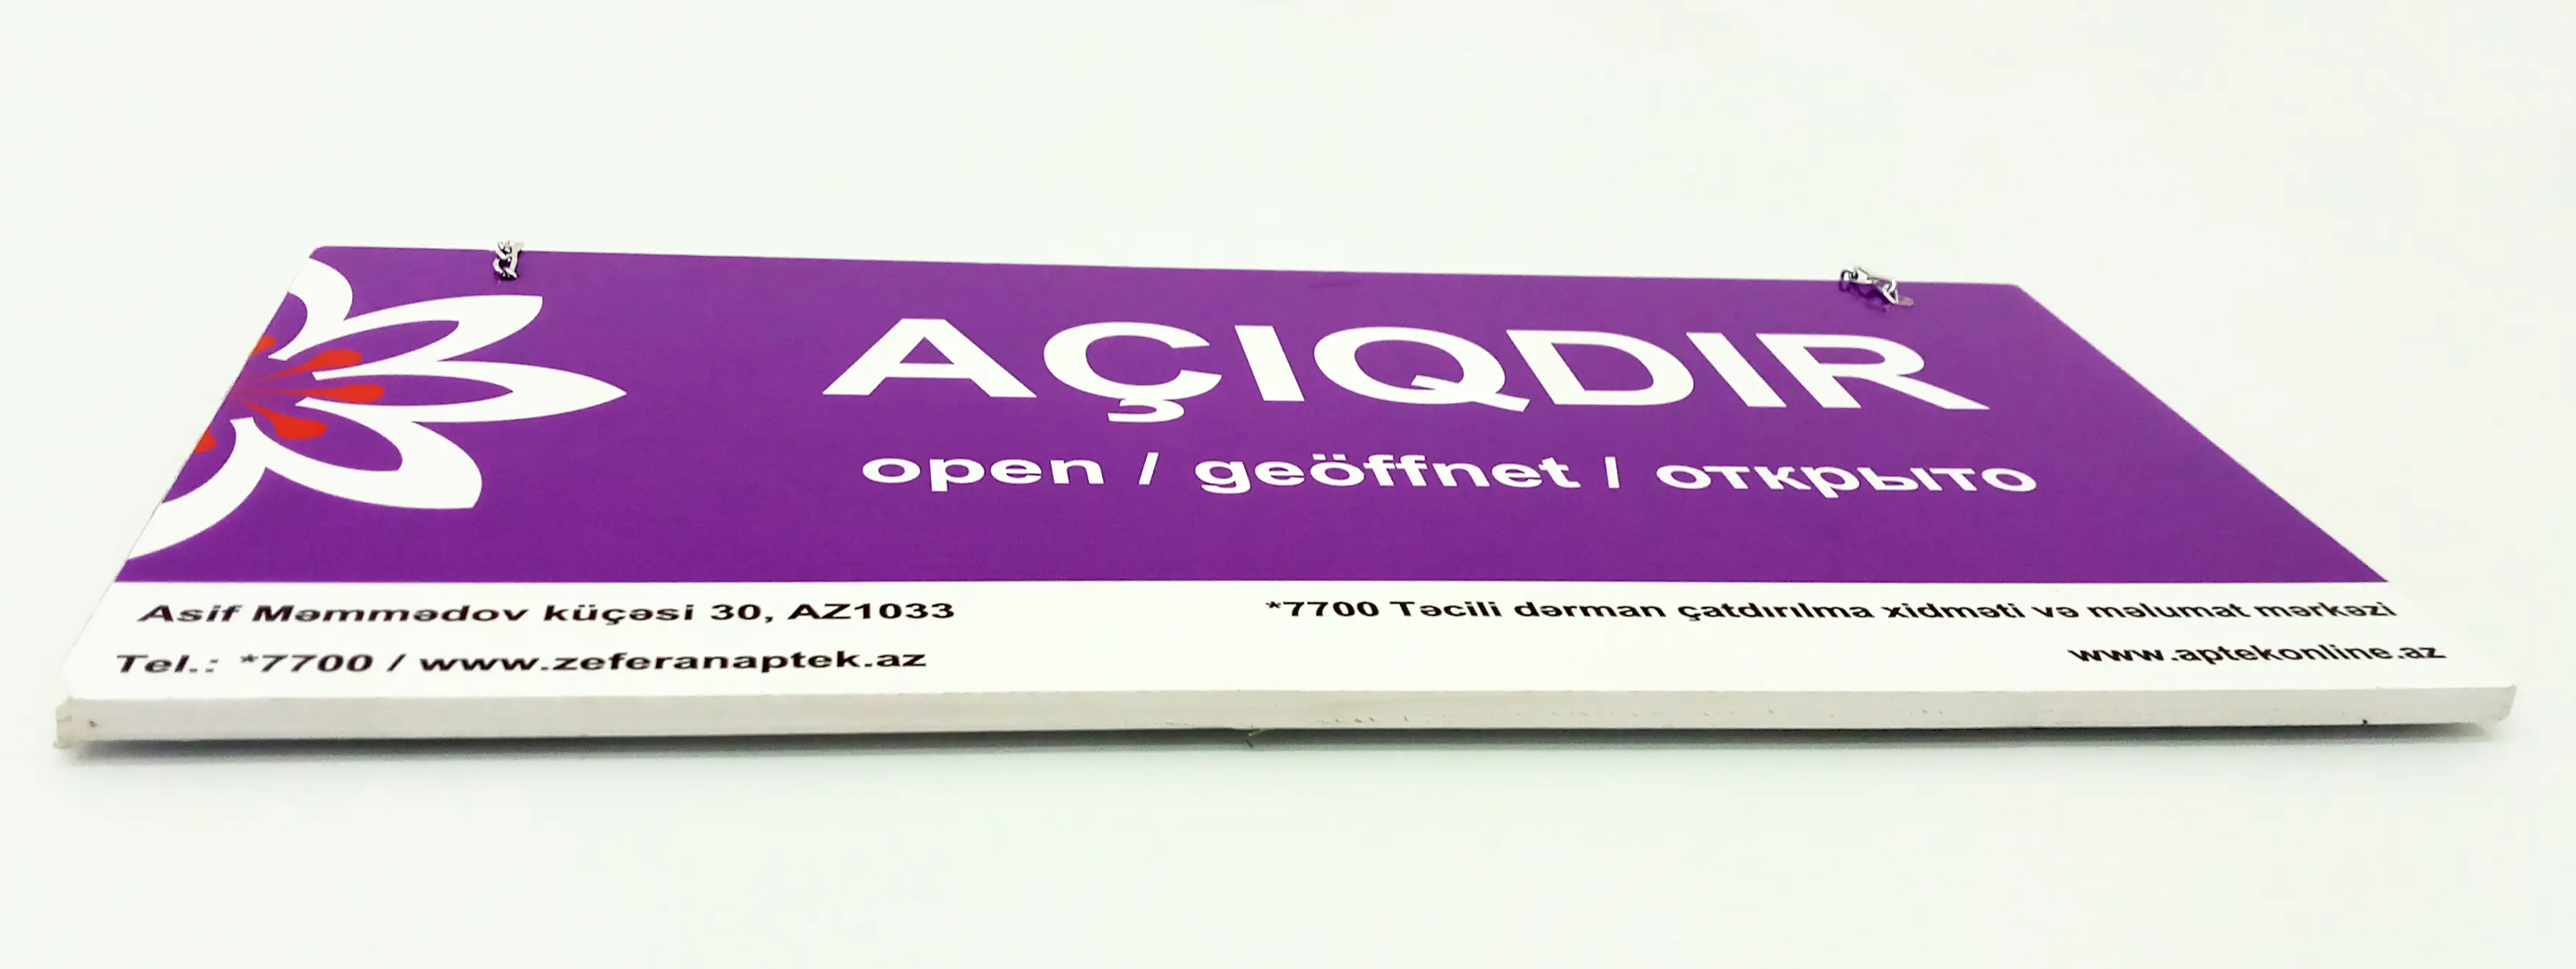 AÇIQDIR
open / geöffnet / открыто
Asif Məmmədov küçəsi 30, AZ1033
Tel.: *7700 / www.zeferanaptek.az
*7700 Təcili dərman çatdırılma xidməti və məlumat mərkəzi
www.aptekonline.az